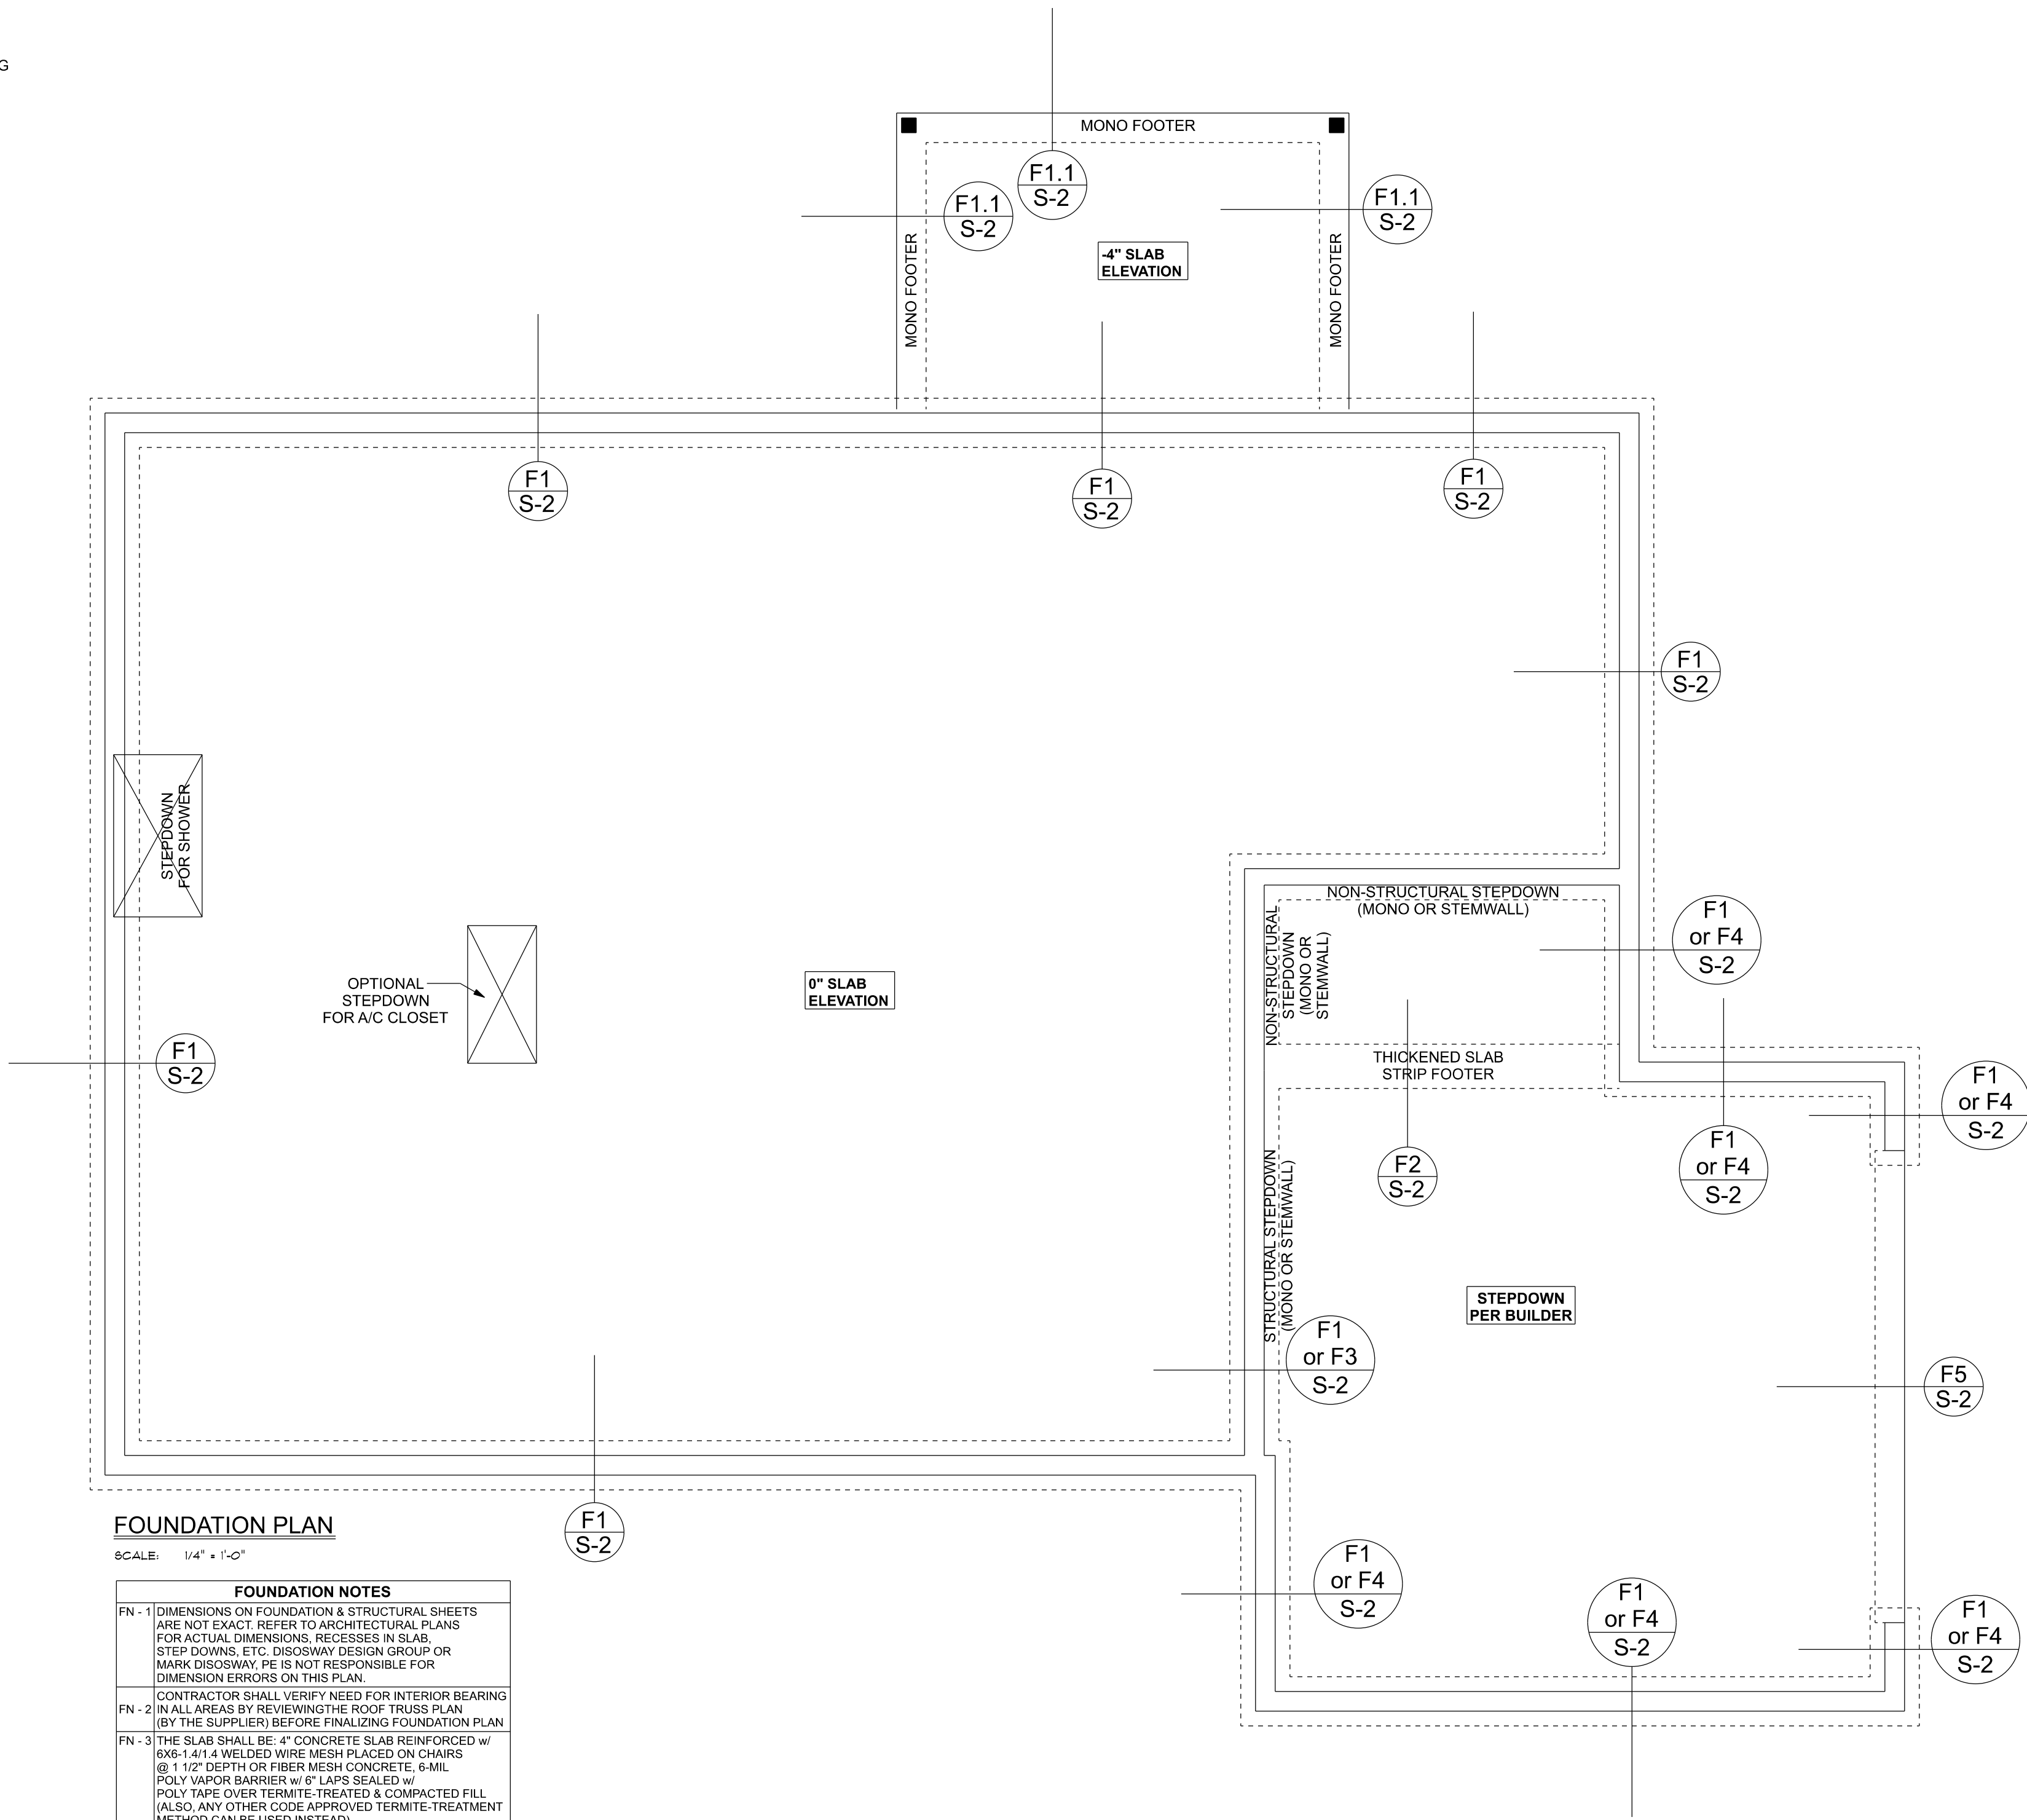 G
MONO FOOTER
F1.1
S-2
F1.1
S-2
F1.1
S-2
MONO FOOTER
MONO FOOTER
-4" SLAB
ELEVATION
F1
S-2
F1
S-2
F1
S-2
F1
S-2
STEPDOWN
FOR SHOWER
NON-STRUCTURAL STEPDOWN
(MONO OR STEMWALL)
NON-STRUCTURAL
STEPDOWN
(MONO OR
STEMWALL)
F1
or F4
S-2
OPTIONAL
STEPDOWN
FOR A/C CLOSET
0" SLAB
ELEVATION
F1
S-2
THICKENED SLAB
STRIP FOOTER
F1
or F4
S-2
F1
or F4
S-2
F2
S-2
STRUCTURAL STEPDOWN
(MONO OR STEMWALL)
STEPDOWN
PER BUILDER
F1
or F3
S-2
F5
S-2
F1
S-2
F1
or F4
S-2
F1
or F4
S-2
F1
or F4
S-2
FOUNDATION PLAN
SCALE: 1/4" = 1'-0"
FOUNDATION NOTES
FN - 1 DIMENSIONS ON FOUNDATION & STRUCTURAL SHEETS
ARE NOT EXACT. REFER TO ARCHITECTURAL PLANS
FOR ACTUAL DIMENSIONS, RECESSES IN SLAB,
STEP DOWNS, ETC. DISOSWAY DESIGN GROUP OR
MARK DISOSWAY, PE IS NOT RESPONSIBLE FOR
DIMENSION ERRORS ON THIS PLAN.
CONTRACTOR SHALL VERIFY NEED FOR INTERIOR BEARING
FN - 2 IN ALL AREAS BY REVIEWINGTHE ROOF TRUSS PLAN
(BY THE SUPPLIER) BEFORE FINALIZING FOUNDATION PLAN
FN - 3 THE SLAB SHALL BE: 4" CONCRETE SLAB REINFORCED w/
6X6-1.4/1.4 WELDED WIRE MESH PLACED ON CHAIRS
@ 1 1/2" DEPTH OR FIBER MESH CONCRETE, 6-MIL
POLY VAPOR BARRIER w/ 6" LAPS SEALED w/
POLY TAPE OVER TERMITE-TREATED & COMPACTED FILL
(ALSO, ANY OTHER CODE APPROVED TERMITE-TREATMENT
METHOD CAN BE USED INSTEAD)